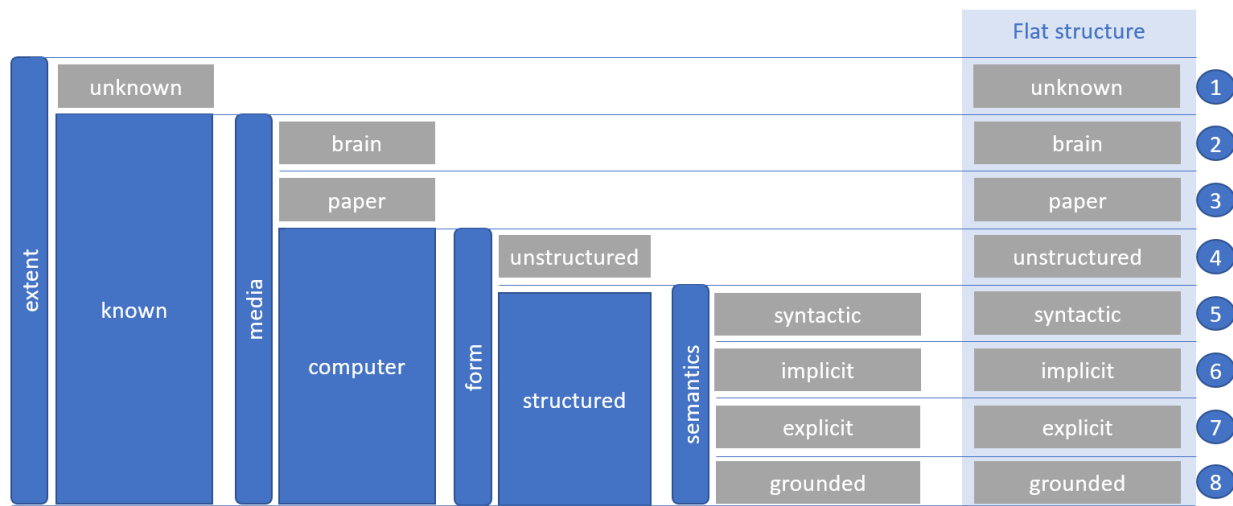 Flat structure
unknown
unknown
1
brain
brain
2
paper
paper
3
unstructured
unstructured
4
extent
known
media
computer
form
structured
semantics
syntactic
syntactic
5
implicit
implicit
6
explicit
explicit
7
grounded
grounded
8